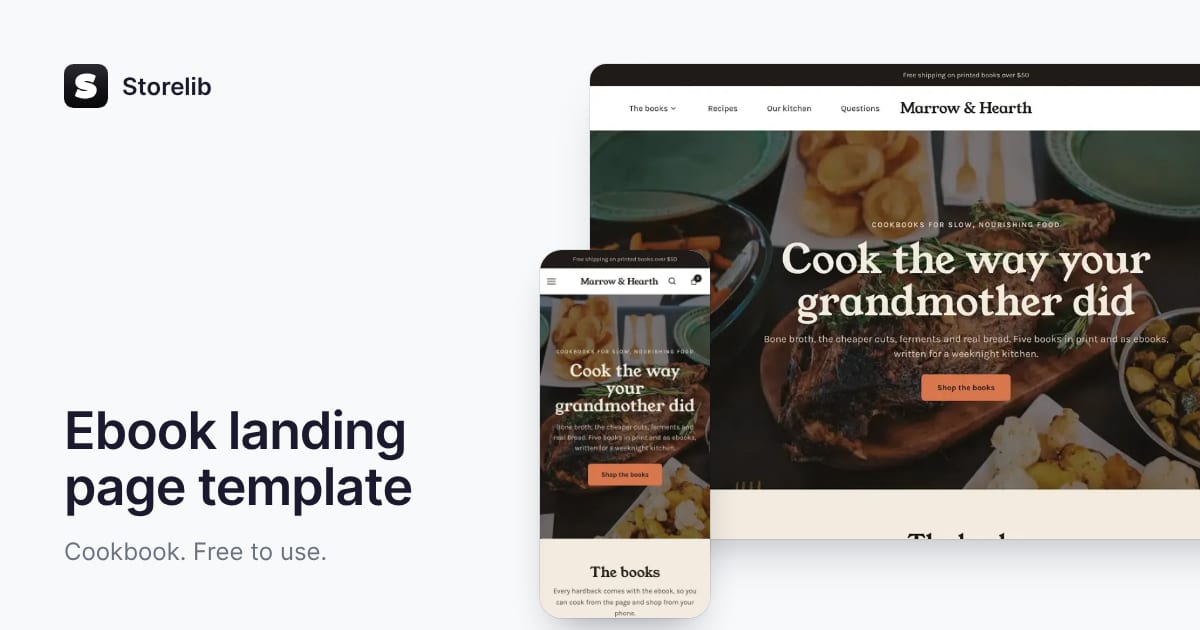 Storelib
Ebook landing
page template
Cookbook. Free to use.
Free shipping on printed books over $50
The books
Recipes
Our kitchen
Questions
Marrow & Hearth
COOKBOOKS FOR SLOW, NOURISHING FOOD
Cook the way your
grandmother did
Bone broth, the cheaper cuts, ferments and real bread. Five books in print and as ebooks,
written for a weeknight kitchen.
Shop the books
Free shipping on printed books over $50
Marrow & Hearth
COOKBOOKS FOR SLOW, NOURISHING FOOD
Cook the way
your
grandmother did
Bone broth, the cheaper cuts, ferments and
real bread. Five books in print and as ebooks,
written for a weeknight kitchen.
Shop the books
The books
Every hardback comes with the ebook, so you
can cook from the page and shop from your
phone.